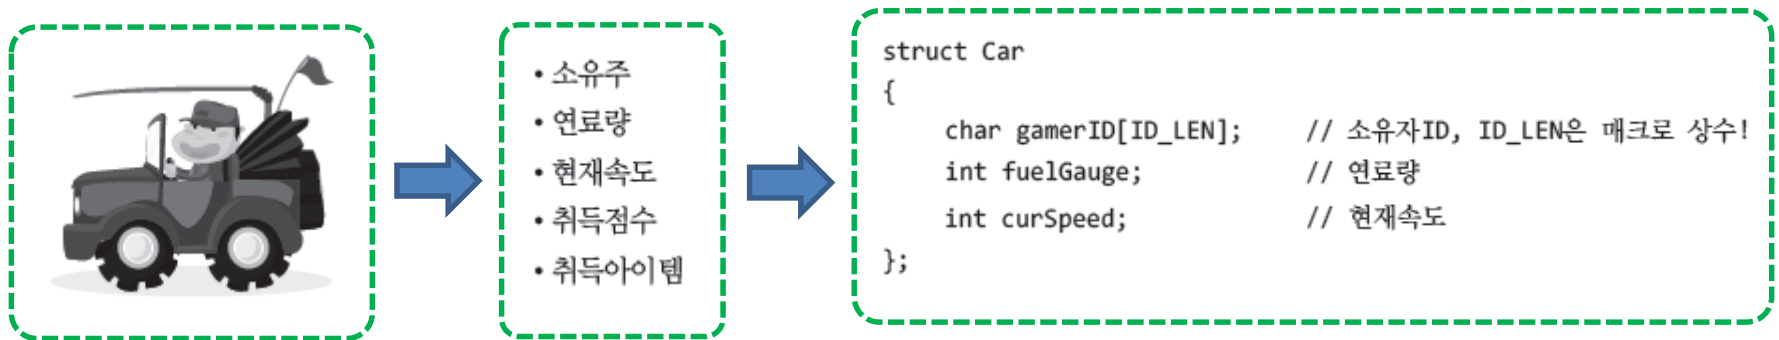 • 소유주
• 연료량
• 현재속도
• 취득점수
• 취득아이템
struct Car
{
char gamerID[ID_LEN]; // 소유자ID, ID_LEN은 매크로 상수!
int fuelGauge; // 연료량
int curSpeed; // 현재속도
};